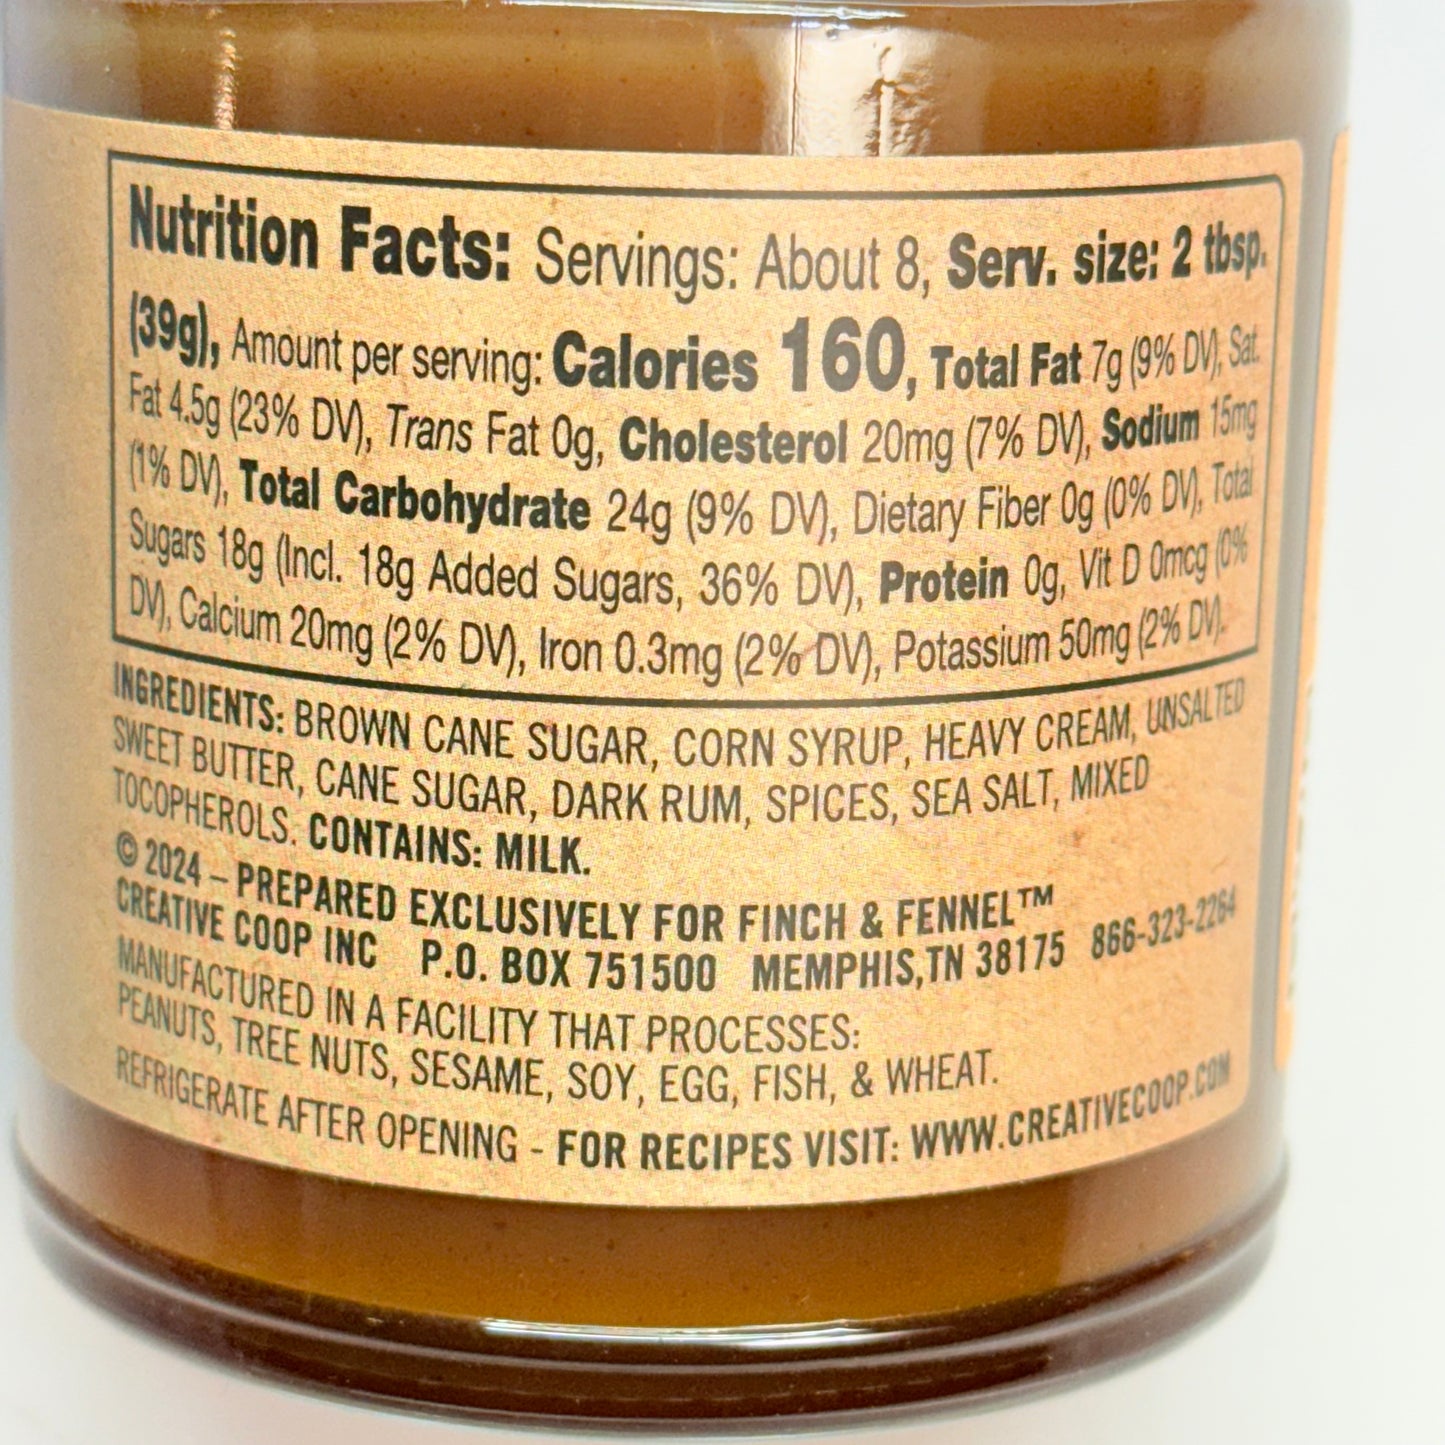 Nutrition Facts: Servings: About 8, Serv. size: 2 tbsp.
(39g), Amount per serving: Calories 160, Total Fat 7g (9% DV), Sat.
Fat 4.5g (23% DV), Trans Fat 0g, Cholesterol 20mg (7% DV), Sodium 15mg
(1% DV), Total Carbohydrate 24g (9% DV), Dietary Fiber 0g (0% DV), Total
Sugars 18g (Incl. 18g Added Sugars, 36% DV), Protein 0g, Vit D 0mcg (0%
DV), Calcium 20mg (2% DV), Iron 0.3mg (2% DV), Potassium 50mg (2% DV).
INGREDIENTS: BROWN CANE SUGAR, CORN SYRUP, HEAVY CREAM, UNSALTED
SWEET BUTTER, CANE SUGAR, DARK RUM, SPICES, SEA SALT, MIXED
TOCOPHEROLS. CONTAINS: MILK.
© 2024 – PREPARED EXCLUSIVELY FOR FINCH & FENNEL™
CREATIVE COOP INC P.O. BOX 751500 MEMPHIS,TN 38175 866-323-2264
MANUFACTURED IN A FACILITY THAT PROCESSES:
PEANUTS, TREE NUTS, SESAME, SOY, EGG, FISH, & WHEAT.
REFRIGERATE AFTER OPENING - FOR RECIPES VISIT: WWW.CREATIVECOOP.COM